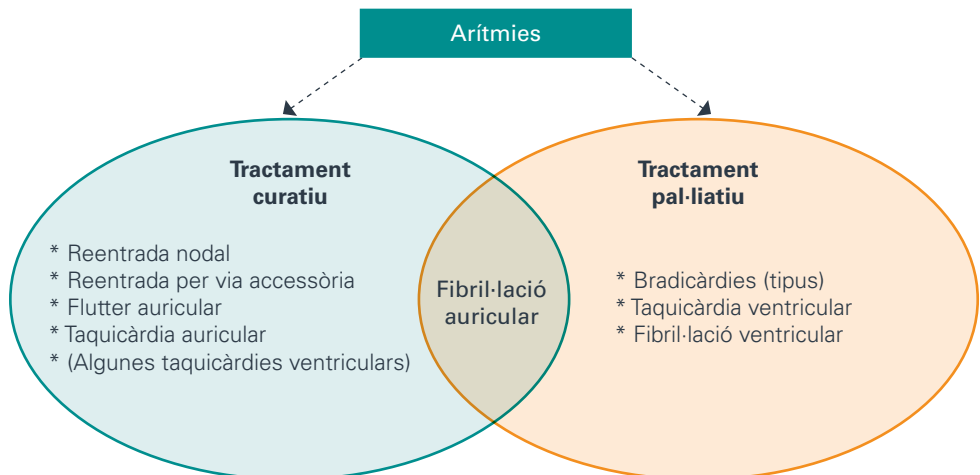 Arítmies
Tractament
curatiu
* Reentrada nodal
* Reentrada per via accessòria
* Flutter auricular
* Taquicàrdia auricular
* (Algunes taquicàrdies ventriculars)
Fibril·lació
auricular
Tractament
pal·liatiu
* Bradicàrdies (tipus)
* Taquicàrdia ventricular
* Fibril·lació ventricular